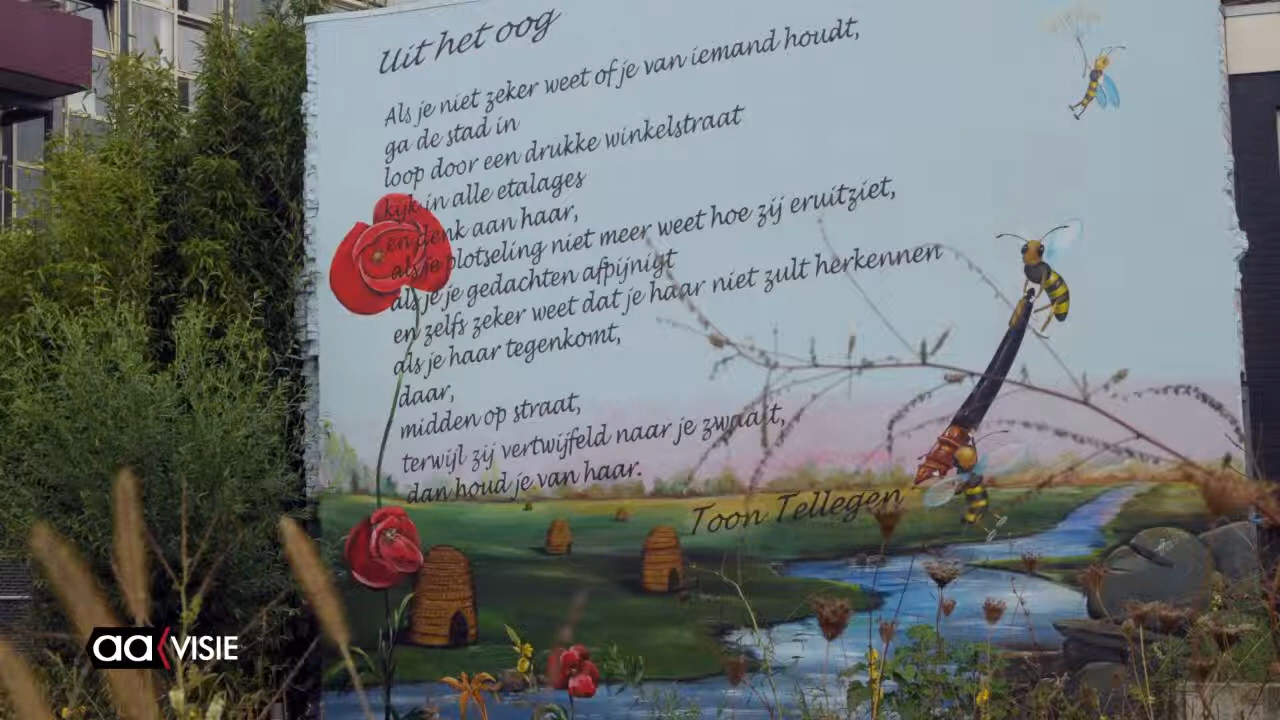 Uit het oog
Als je niet zeker weet of je van iemand houdt,
ga de stad in
loop door een drukke winkelstraat
kijk in alle etalages
en denk aan haar,
als je plotseling niet meer weet hoe zij eruitziet,
als je je gedachten afpijnigt
en zelfs zeker weet dat je haar niet zult herkennen
als je haar tegenkomt,
daar,
midden op straat,
terwijl zij vertwijfeld naar je zwaait,
dan houd je van haar.
Toon Tellegen
aa VISIE